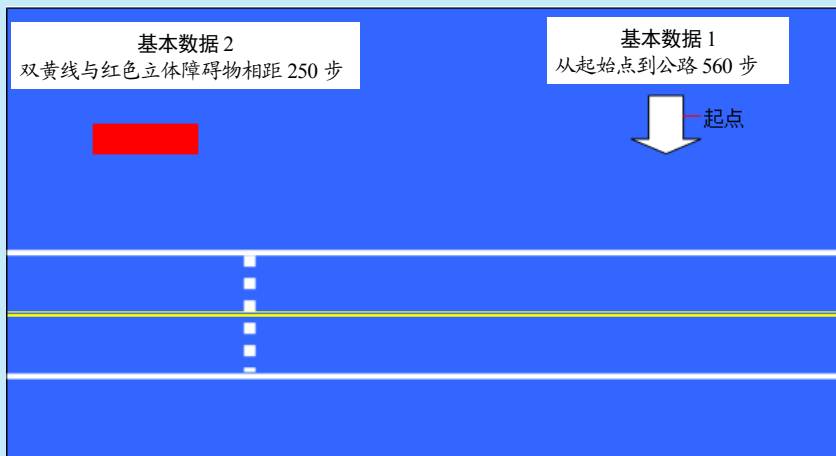 基本数据 2
双黄线与红色立体障碍物相距 250 步
基本数据 1
从起始点到公路 560 步
起点